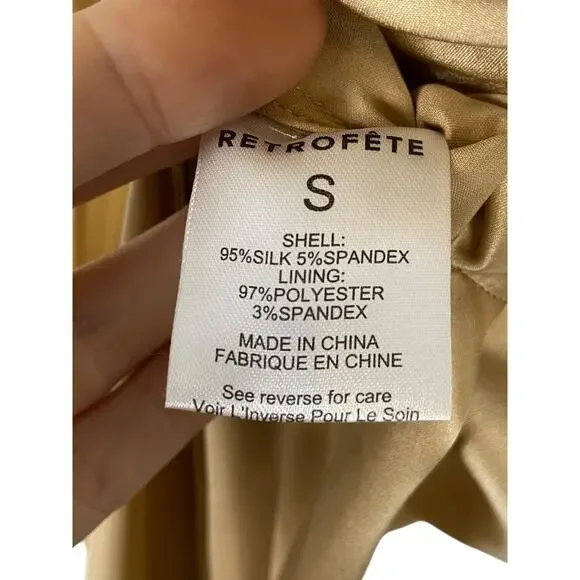 RETROFÊTE
S
SHELL:
95%SILK 5%SPANDEX
LINING:
97%POLYESTER
3%SPANDEX
MADE IN CHINA
FABRIQUE EN CHINE
See reverse for care
Voir L'Inverse Pour Le Soin